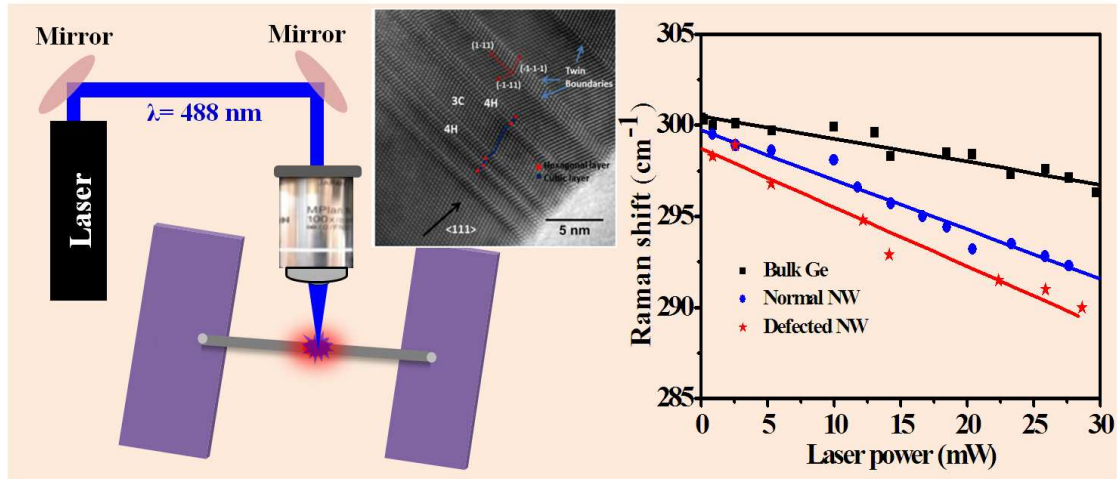 Mirror
Mirror
λ= 488 nm
Laser
MPlan
100x
(1-11)
(-1-1-1)
(-1-11)
Twin
Boundaries
3C
4H
4H
Hexagonal layer
Cubic layer
<111>
5 nm
Raman shift (cm⁻¹)
300
295
290
285
Bulk Ge
Normal NW
Defected NW
0
5
10
15
20
25
30
Laser power (mW)